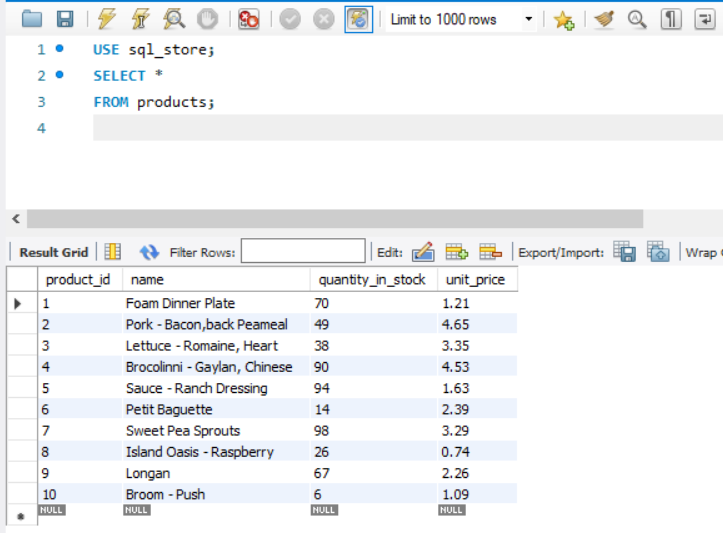 Limit to 1000 rows
1 USE sql_store;
2 SELECT *
3 FROM products;
4
Result Grid Filter Rows: Edit: Export/Import: Wrap
product_id name quantity_in_stock unit_price
1 Foam Dinner Plate 70 1.21
2 Pork - Bacon,back Peameal 49 4.65
3 Lettuce - Romaine, Heart 38 3.35
4 Brocolinni - Gaylan, Chinese 90 4.53
5 Sauce - Ranch Dressing 94 1.63
6 Petit Baguette 14 2.39
7 Sweet Pea Sprouts 98 3.29
8 Island Oasis - Raspberry 26 0.74
9 Longan 67 2.26
10 Broom - Push 6 1.09
NULL NULL NULL NULL